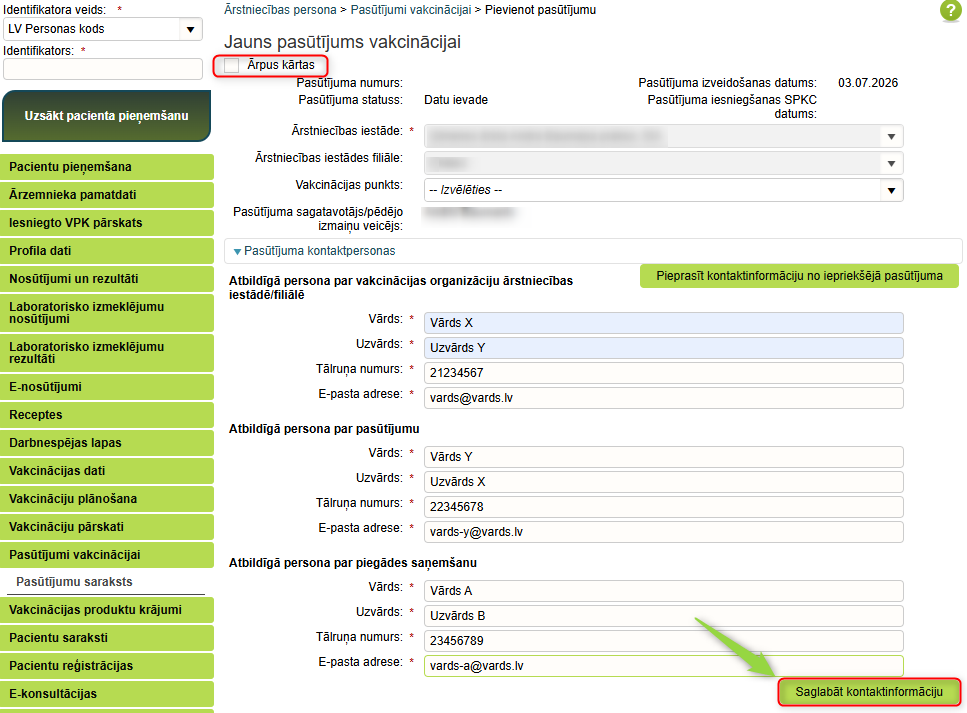 Identifikatora veids: *
LV Personas kods
Identifikators: *
Uzsākt pacienta pieņemšanu
Pacientu pieņemšana
Ārzemnieka pamatdati
Iesniegto VPK pārskats
Profila dati
Nosūtījumi un rezultāti
Laboratorisko izmeklējumu
nosūtījumi
Laboratorisko izmeklējumu
rezultāti
E-nosūtījumi
Receptes
Darbnespējas lapas
Vakcinācijas dati
Vakcināciju plānošana
Vakcināciju pārskati
Pasūtījumi vakcinācijai
Pasūtījumu saraksts
Vakcinācijas produktu krājumi
Pacientu saraksti
Pacientu reģistrācijas
E-konsultācijas
Ārstniecības persona > Pasūtījumi vakcinācijai > Pievienot pasūtījumu
?
Jauns pasūtījums vakcinācijai
Ārpus kārtas
Pasūtījuma numurs:
Pasūtījuma izveidošanas datums: 03.07.2026
Pasūtījuma statuss: Datu ievade
Pasūtījuma iesniegšanas SPKC
datums:
Ārstniecības iestāde: *
Ārstniecības iestādes filiāle:
Vakcinācijas punkts: -- Izvēlēties --
Pasūtījuma sagatavotājs/pēdējo
izmaiņu veicējs:
Pasūtījuma kontaktpersonas
Atbildīgā persona par vakcinācijas organizāciju ārstniecības
iestādē/filiālē
Pieprasīt kontaktinformāciju no iepriekšējā pasūtījuma
Vārds: * Vārds X
Uzvārds: * Uzvārds Y
Tālruņa numurs: * 21234567
E-pasta adrese: * vards@vards.lv
Atbildīgā persona par pasūtījumu
Vārds: * Vārds Y
Uzvārds: * Uzvārds X
Tālruņa numurs: * 22345678
E-pasta adrese: * vards-y@vards.lv
Atbildīgā persona par piegādes saņemšanu
Vārds: * Vārds A
Uzvārds: * Uzvārds B
Tālruņa numurs: * 23456789
E-pasta adrese: * vards-a@vards.lv
Saglabāt kontaktinformāciju